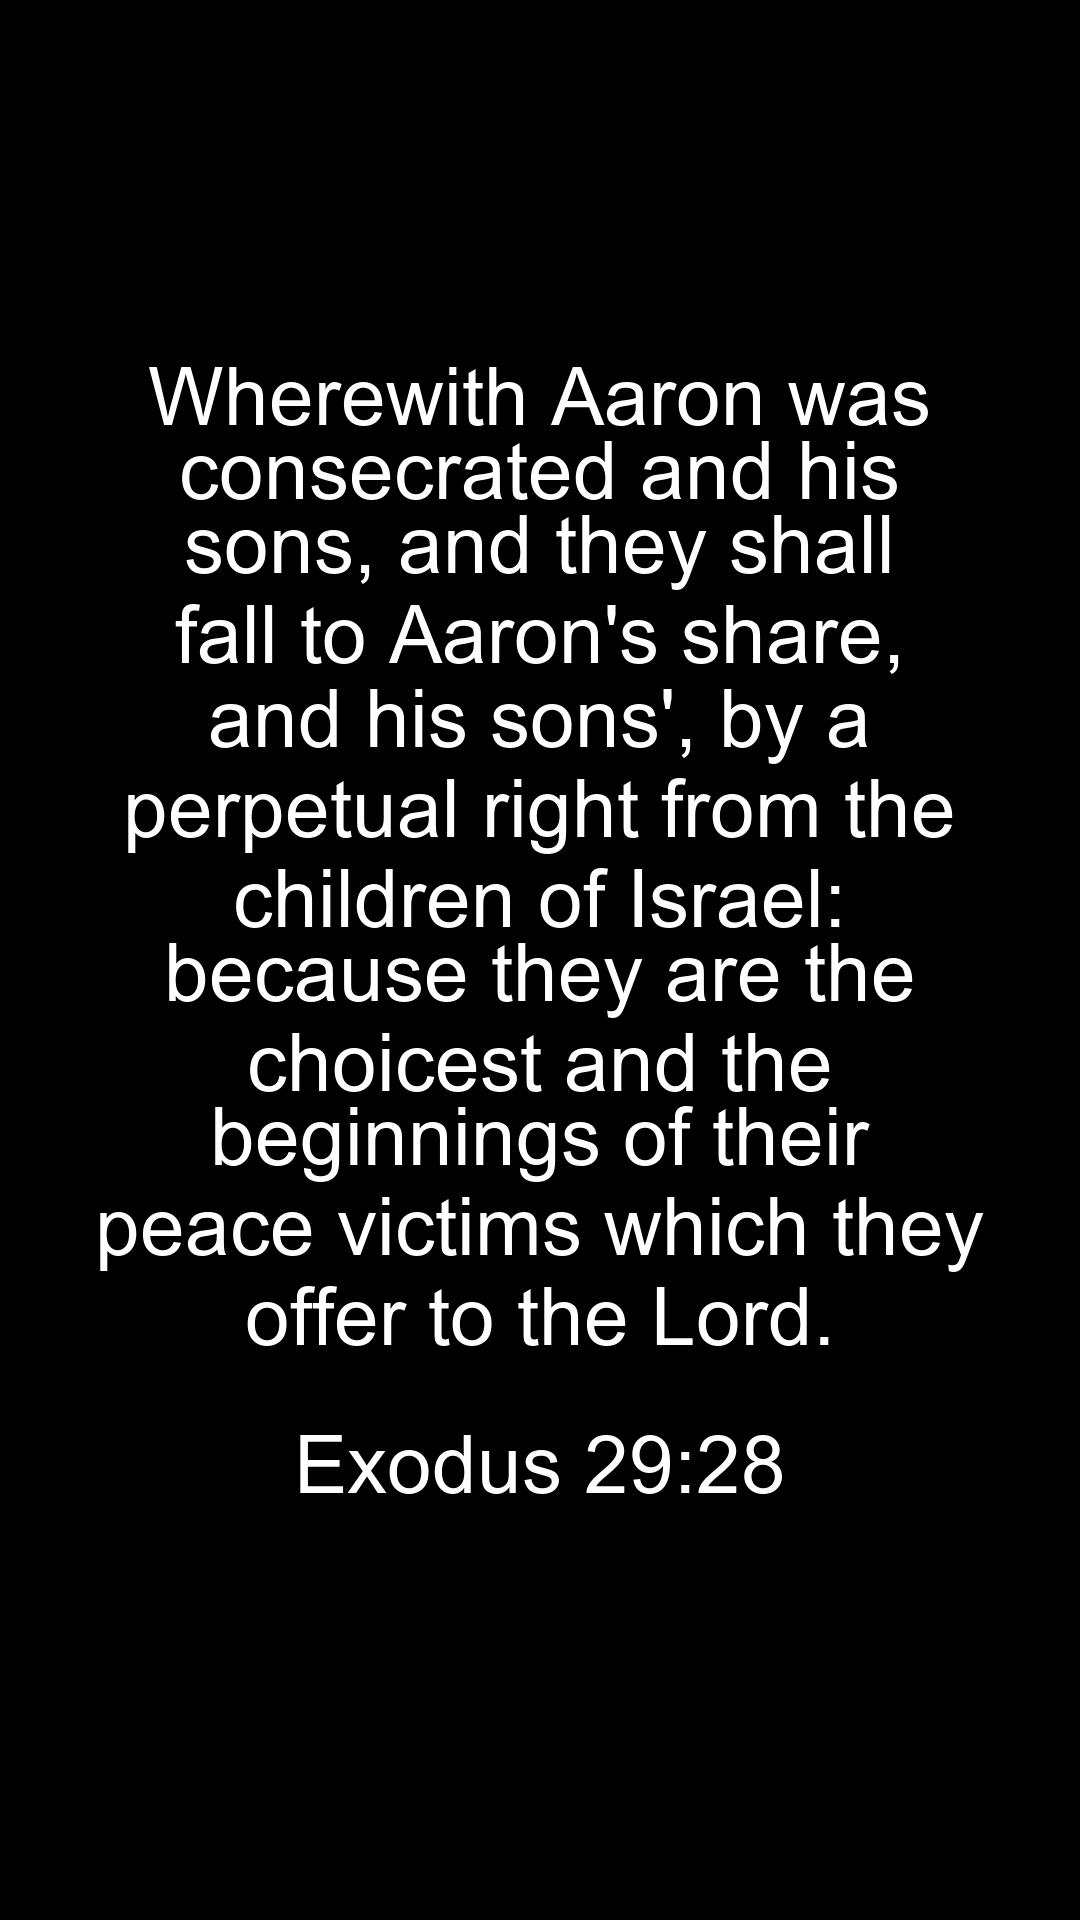 Wherewith Aaron was
consecrated and his
sons, and they shall
fall to Aaron's share,
and his sons', by a
perpetual right from the
children of Israel:
because they are the
choicest and the
beginnings of their
peace victims which they
offer to the Lord.
Exodus 29:28